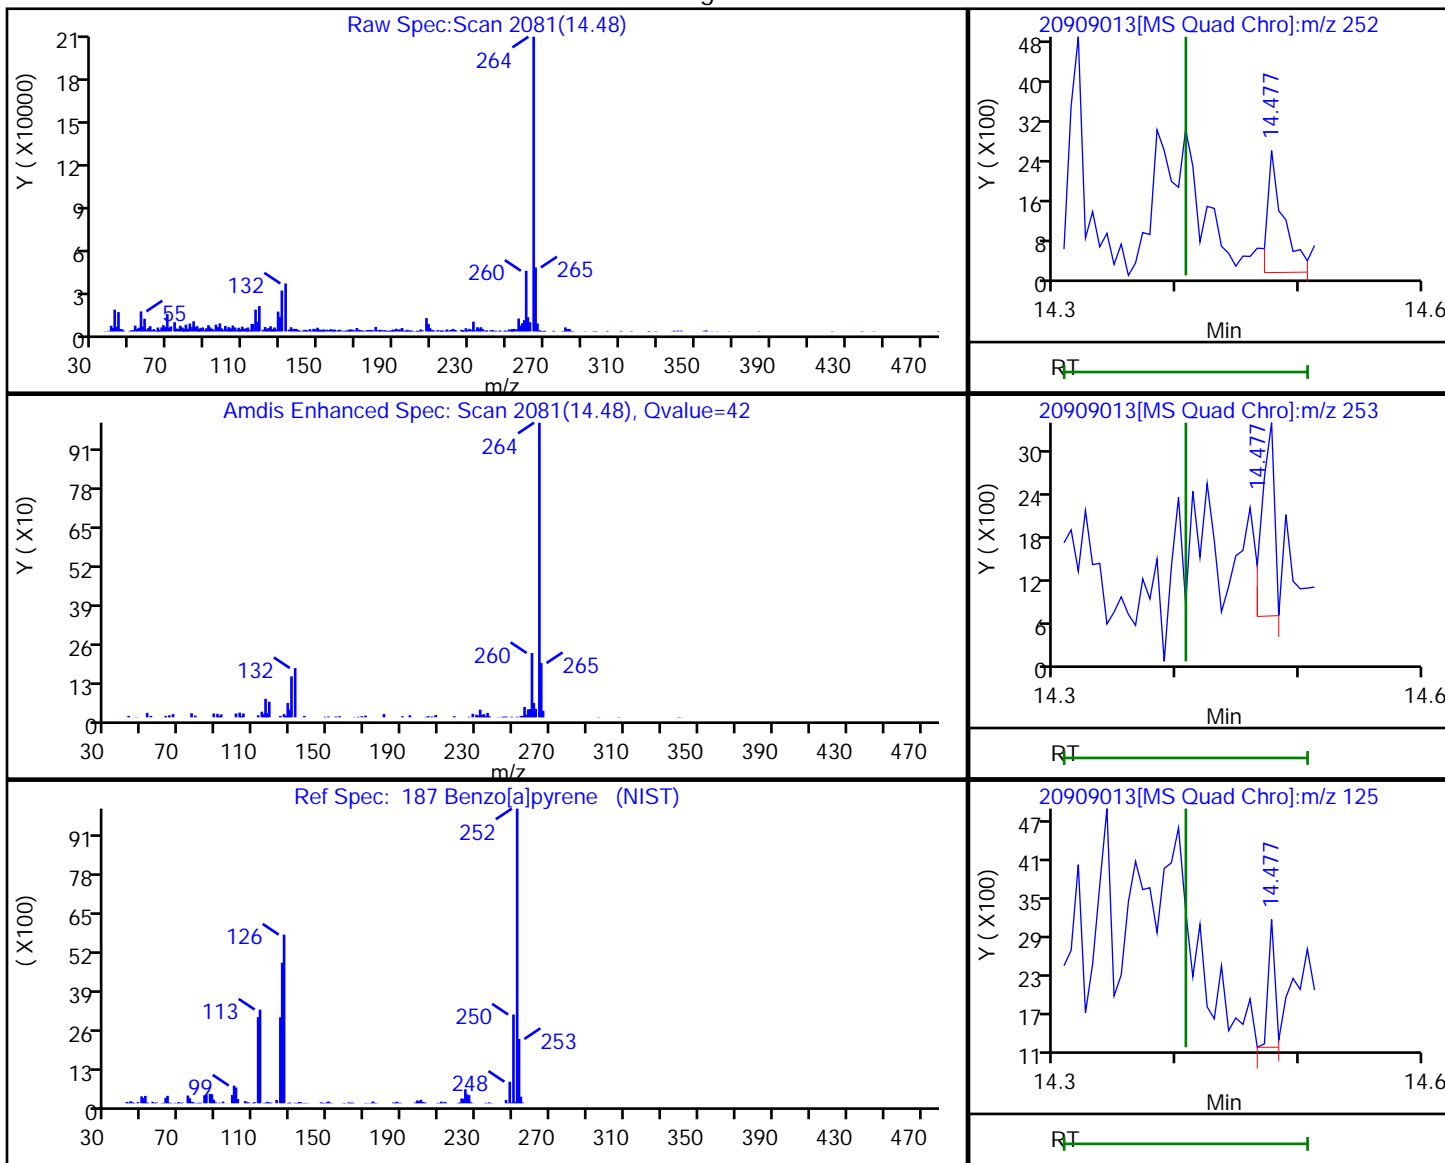 Raw Spec:Scan 2081(14.48)
Y ( X10000)
21
18
15
12
9
6
3
0
264
260
265
132
55
30 70 110 150 190 230 270 310 350 390 430 470
m/z
20909013[MS Quad Chro]:m/z 252
Y ( X100)
48
40
32
24
16
8
0
14.477
14.3 14.6
Min
RT
Amdis Enhanced Spec: Scan 2081(14.48), Qvalue=42
Y ( X10)
91
78
65
52
39
26
13
0
264
260
265
132
30 70 110 150 190 230 270 310 350 390 430 470
m/z
20909013[MS Quad Chro]:m/z 253
Y ( X100)
30
24
18
12
6
0
14.477
14.3 14.6
Min
RT
Ref Spec: 187 Benzo[a]pyrene (NIST)
( X100)
91
78
65
52
39
26
13
0
252
126
113
250
253
99
248
30 70 110 150 190 230 270 310 350 390 430 470
20909013[MS Quad Chro]:m/z 125
Y ( X100)
47
41
35
29
23
17
11
14.477
14.3 14.6
Min
RT